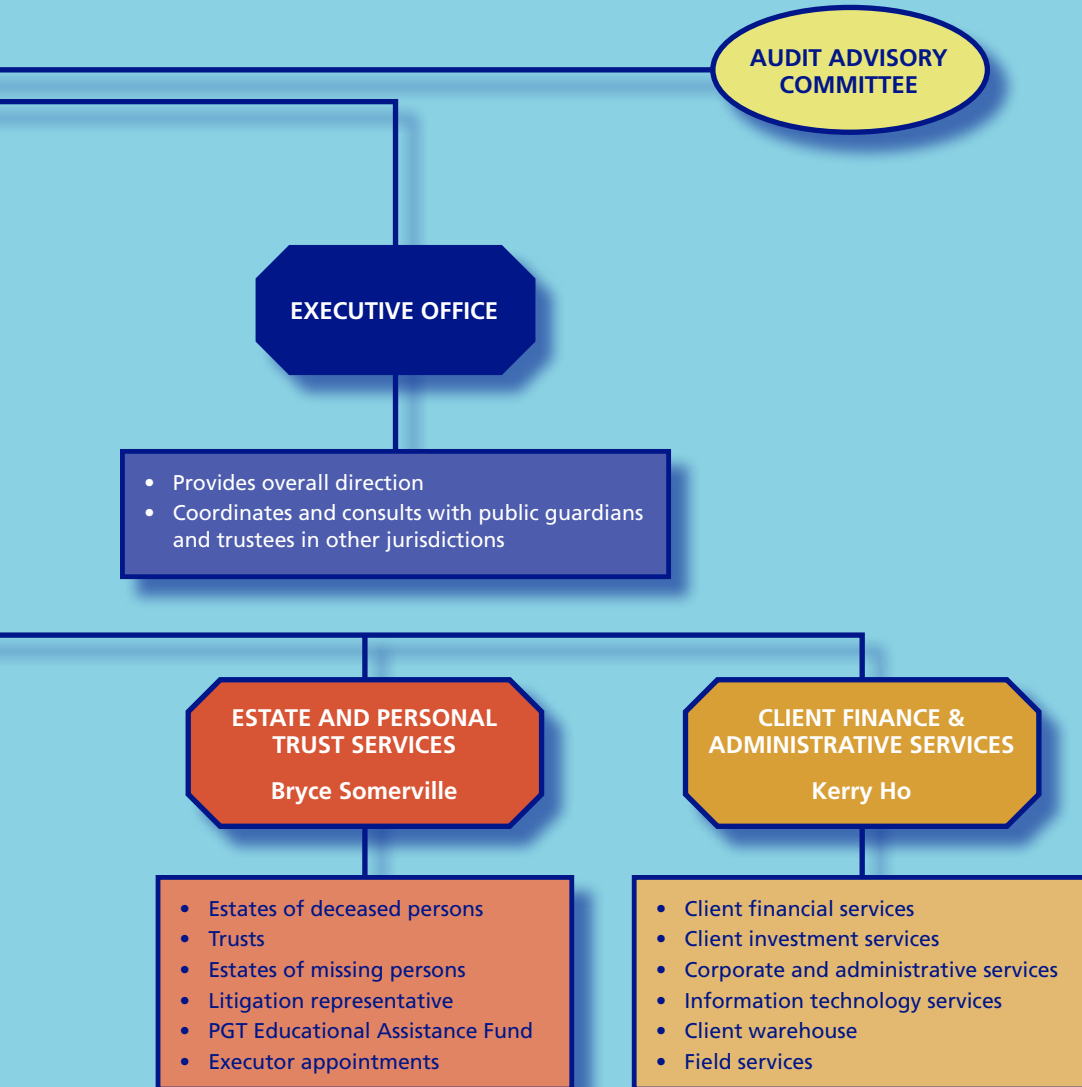 AUDIT ADVISORY
COMMITTEE
EXECUTIVE OFFICE
• Provides overall direction
• Coordinates and consults with public guardians
and trustees in other jurisdictions
ESTATE AND PERSONAL
TRUST SERVICES
Bryce Somerville
• Estates of deceased persons
• Trusts
• Estates of missing persons
• Litigation representative
• PGT Educational Assistance Fund
• Executor appointments
CLIENT FINANCE &
ADMINISTRATIVE SERVICES
Kerry Ho
• Client financial services
• Client investment services
• Corporate and administrative services
• Information technology services
• Client warehouse
• Field services